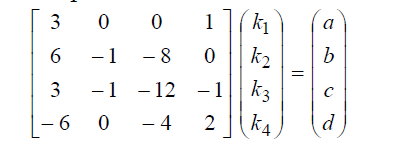 3 0 0 1 k1 a
6 -1 -8 0 k2 b
3 -1 -12 -1 k3 = c
-6 0 -4 2 k4 d